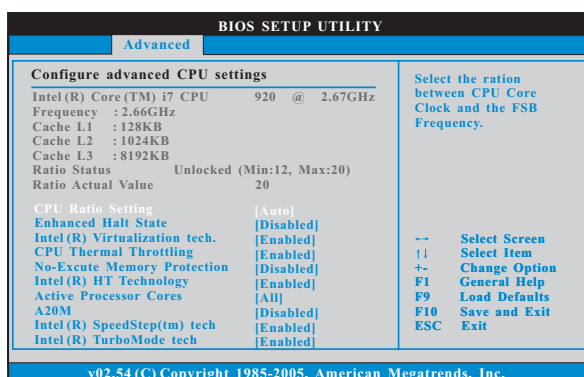 BIOS SETUP UTILITY
Advanced
Configure advanced CPU settings
Intel(R) Core(TM) i7 CPU 920 @ 2.67GHz
Frequency : 2.66GHz
Cache L1 : 128KB
Cache L2 : 1024KB
Cache L3 : 8192KB
Ratio Status Unlocked (Min:12, Max:20)
Ratio Actual Value 20
CPU Ratio Setting [Auto]
Enhanced Halt State [Disabled]
Intel(R) Virtualization tech. [Enabled]
CPU Thermal Throttling [Enabled]
No-Excute Memory Protection [Disabled]
Intel(R) HT Technology [Enabled]
Active Processor Cores [All]
A20M [Disabled]
Intel(R) SpeedStep(tm) tech [Enabled]
Intel(R) TurboMode tech [Enabled]
Select the ration
between CPU Core
Clock and the FSB
Frequency.
←→ Select Screen
↑↓ Select Item
+- Change Option
F1 General Help
F9 Load Defaults
F10 Save and Exit
ESC Exit
v02.54 (C) Copyright 1985-2005, American Megatrends, Inc.